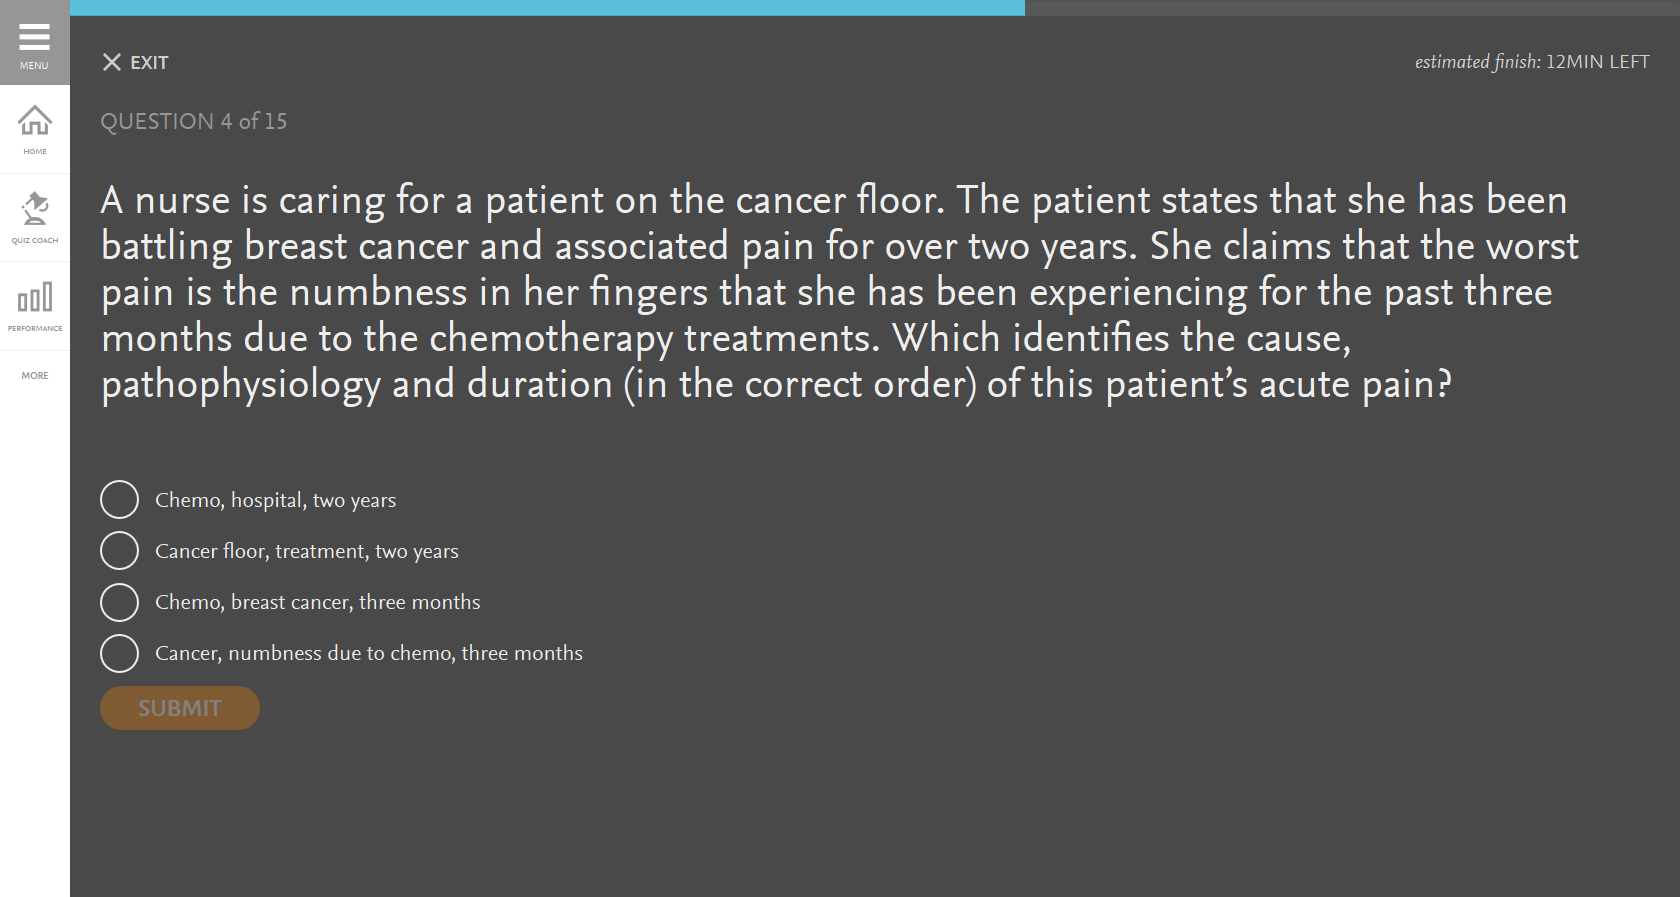 MENU
EXIT
estimated finish: 12MIN LEFT
HOME
QUESTION 4 of 15
A nurse is caring for a patient on the cancer floor. The patient states that she has been
battling breast cancer and associated pain for over two years. She claims that the worst
pain is the numbness in her fingers that she has been experiencing for the past three
months due to the chemotherapy treatments. Which identifies the cause,
pathophysiology and duration (in the correct order) of this patient's acute pain?
QUIZ COACH
PERFORMANCE
MORE
Chemo, hospital, two years
Cancer floor, treatment, two years
Chemo, breast cancer, three months
Cancer, numbness due to chemo, three months
SUBMIT